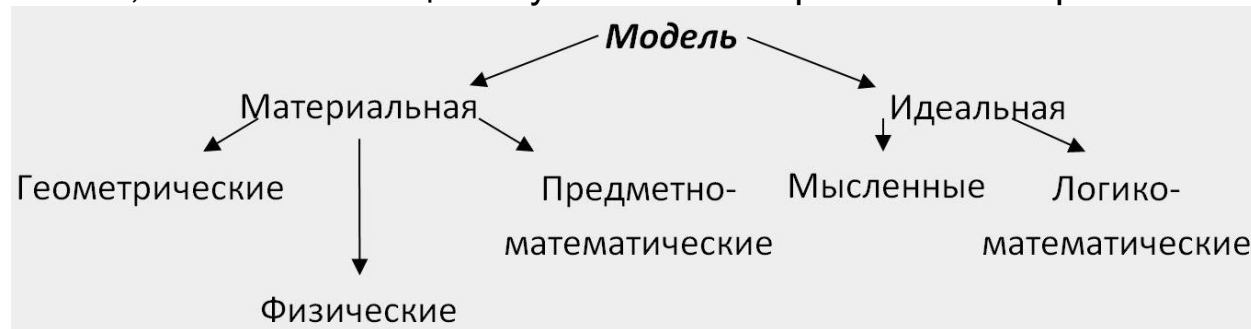 Модель
Материальная
Идеальная
Геометрические
Предметно-
математические
Мысленные
Логико-
математические
Физические